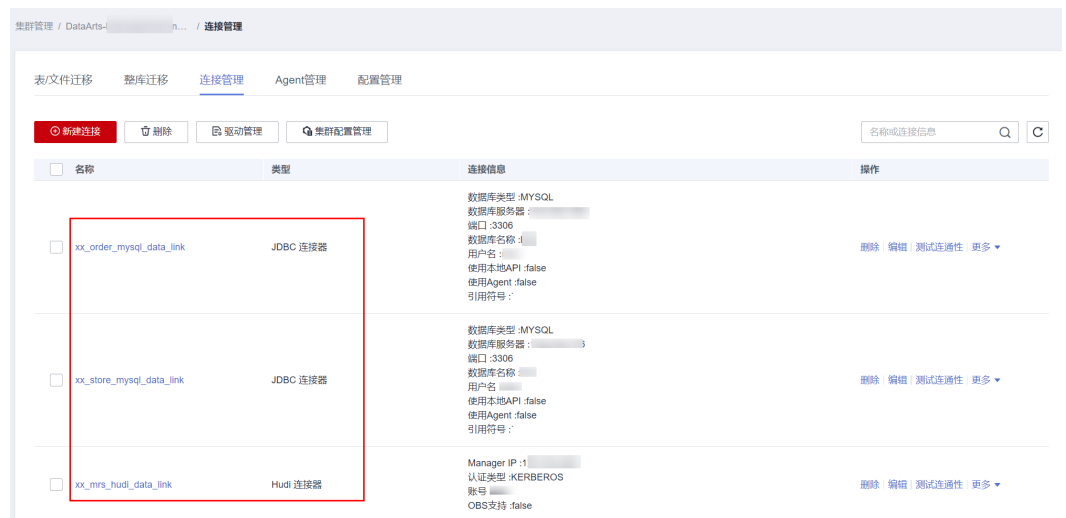 集群管理 / DataArts- n... / 连接管理
表/文件迁移 整库迁移 连接管理 Agent管理 配置管理
新建连接 删除 驱动管理 集群配置管理 名称或连接信息
名称 类型 连接信息 操作
数据库类型 :MYSQL
数据库服务器 :
端口 :3306
数据库名称 :
用户名 :
使用本地API :false
使用Agent :false
引用符号 :`
xx_order_mysql_data_link JDBC 连接器 删除 编辑 测试连通性 更多
数据库类型 :MYSQL
数据库服务器 :
端口 :3306
数据库名称 :
用户名
使用本地API :false
使用Agent :false
引用符号 :`
xx_store_mysql_data_link JDBC 连接器 删除 编辑 测试连通性 更多
Manager IP :1
认证类型 :KERBEROS
账号
OBS支持 :false
xx_mrs_hudi_data_link Hudi 连接器 删除 编辑 测试连通性 更多